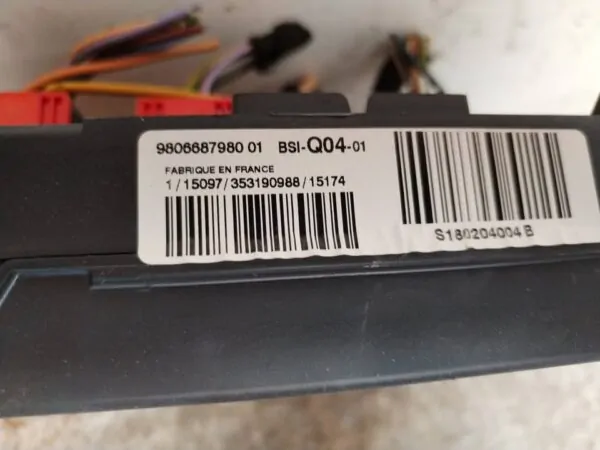 9806687980 01 BSI-Q04-01
FABRIQUE EN FRANCE
1/15097/353190988/15174
S180204004 B